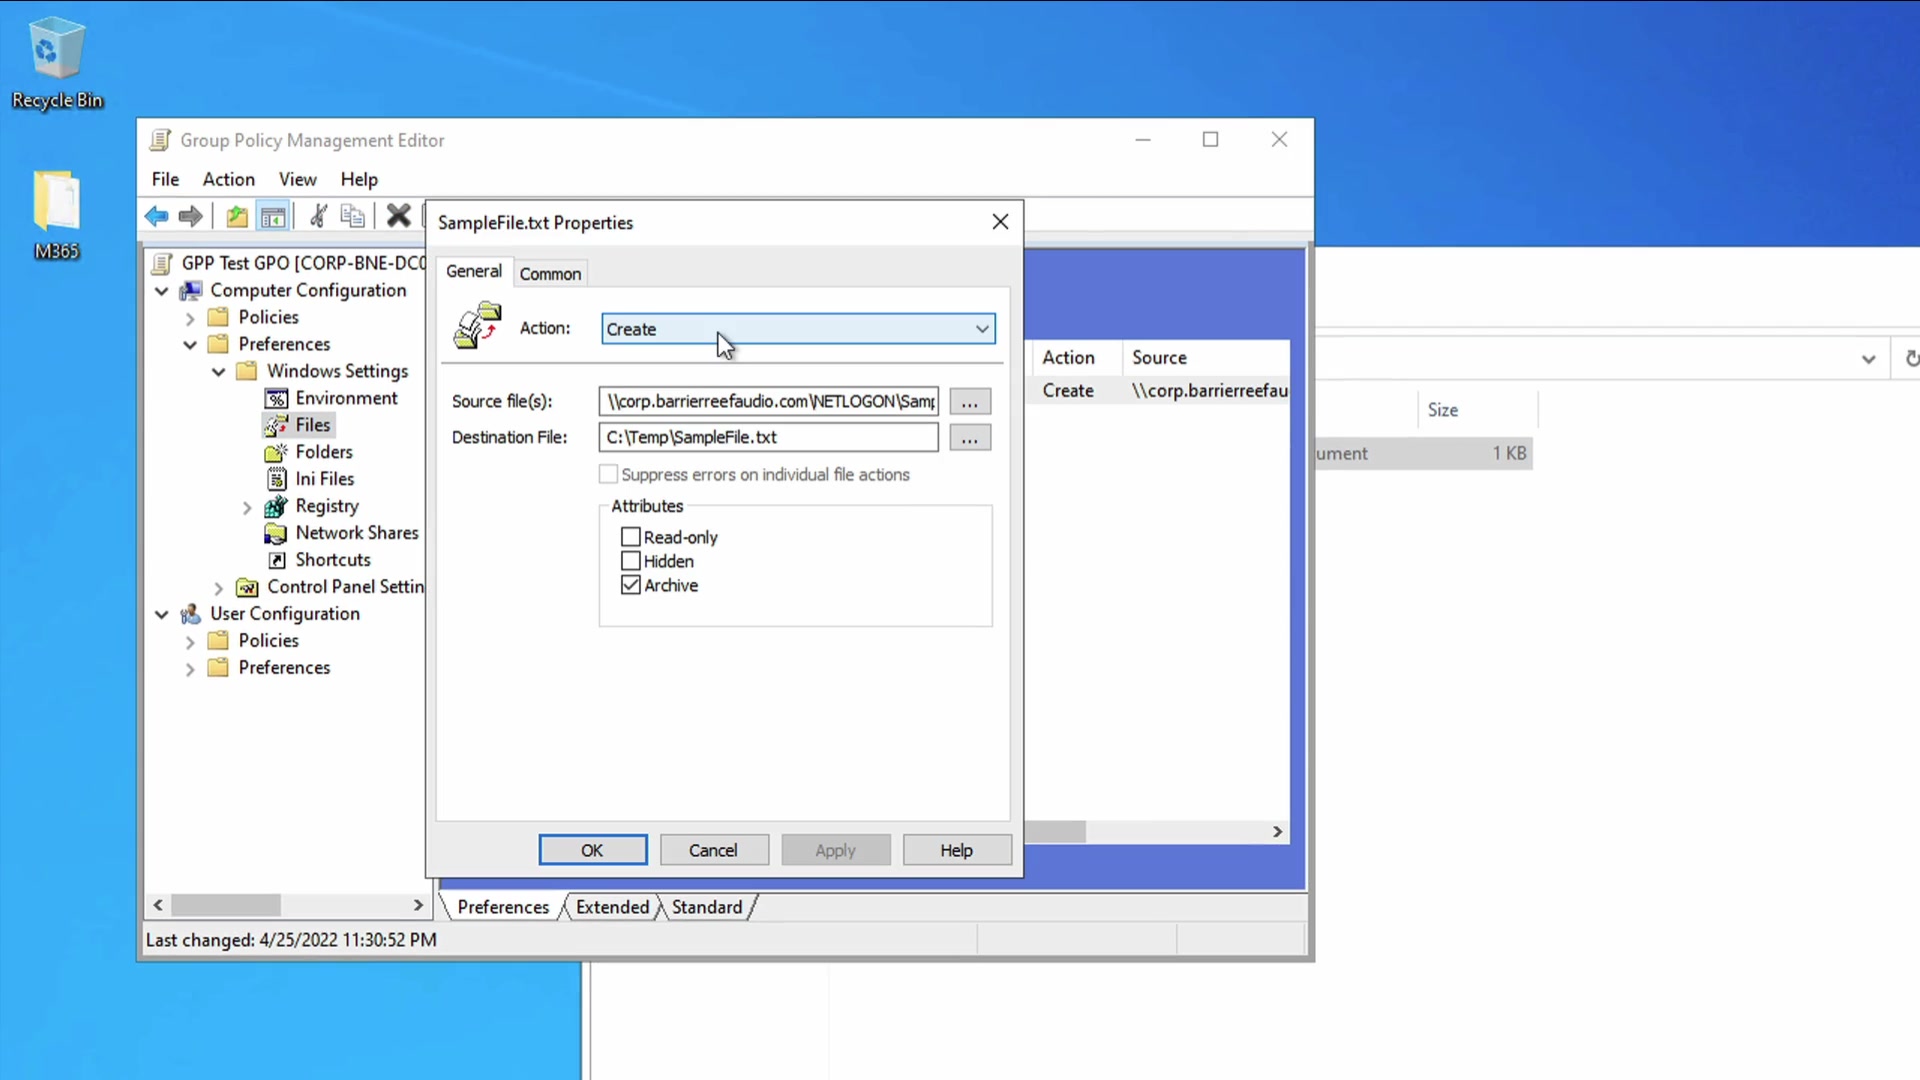 Recycle Bin
M365
Group Policy Management Editor
File Action View Help
GPP Test GPO [CORP-BNE-DC0
Computer Configuration
Policies
Preferences
Windows Settings
Environment
Files
Folders
Ini Files
Registry
Network Shares
Shortcuts
Control Panel Settin
User Configuration
Policies
Preferences
SampleFile.txt Properties
General Common
Action: Create
Source file(s): \\corp.barrierreefaudio.com\NETLOGON\Samp
...
Destination File: C:\Temp\SampleFile.txt
...
Suppress errors on individual file actions
Attributes
Read-only
Hidden
Archive
OK Cancel Apply Help
Action Source
Create \\corp.barrierreefau
Size
ument 1 KB
Preferences Extended Standard
Last changed: 4/25/2022 11:30:52 PM